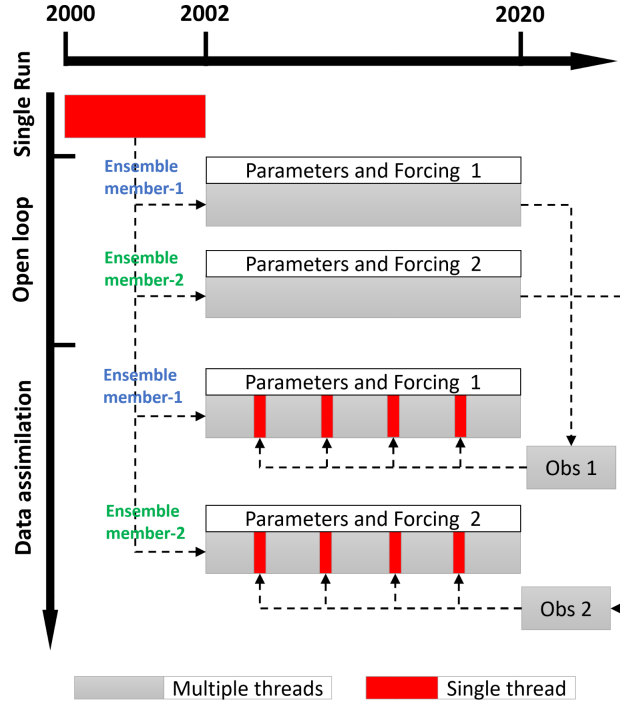 2000
2002
2020
Single Run
Ensemble
member-1
Parameters and Forcing 1
Open loop
Ensemble
member-2
Parameters and Forcing 2
Ensemble
member-1
Parameters and Forcing 1
Obs 1
Data assimilation
Ensemble
member-2
Parameters and Forcing 2
Obs 2
Multiple threads
Single thread